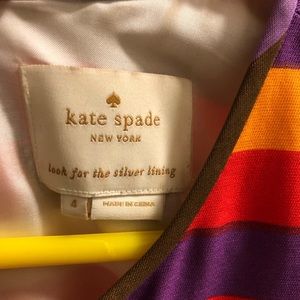 kate spade
NEW YORK
look for the silver lining
4
MADE IN CHINA